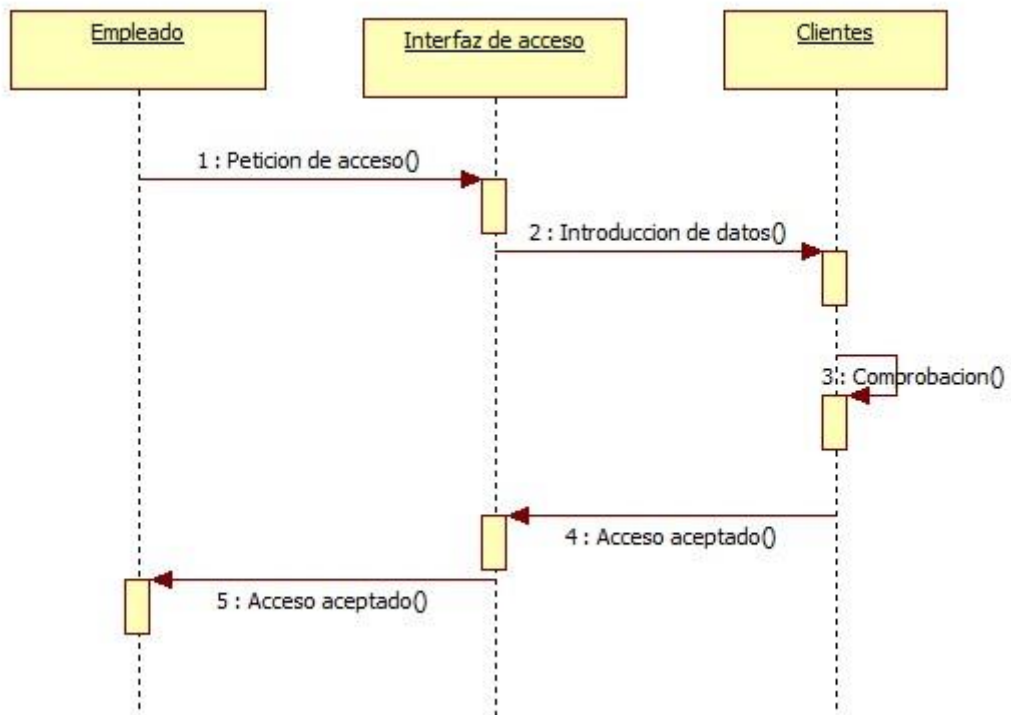 Empleado
Interfaz de acceso
Clientes
1 : Peticion de acceso()
2 : Introduccion de datos()
3 : Comprobacion()
4 : Acceso aceptado()
5 : Acceso aceptado()